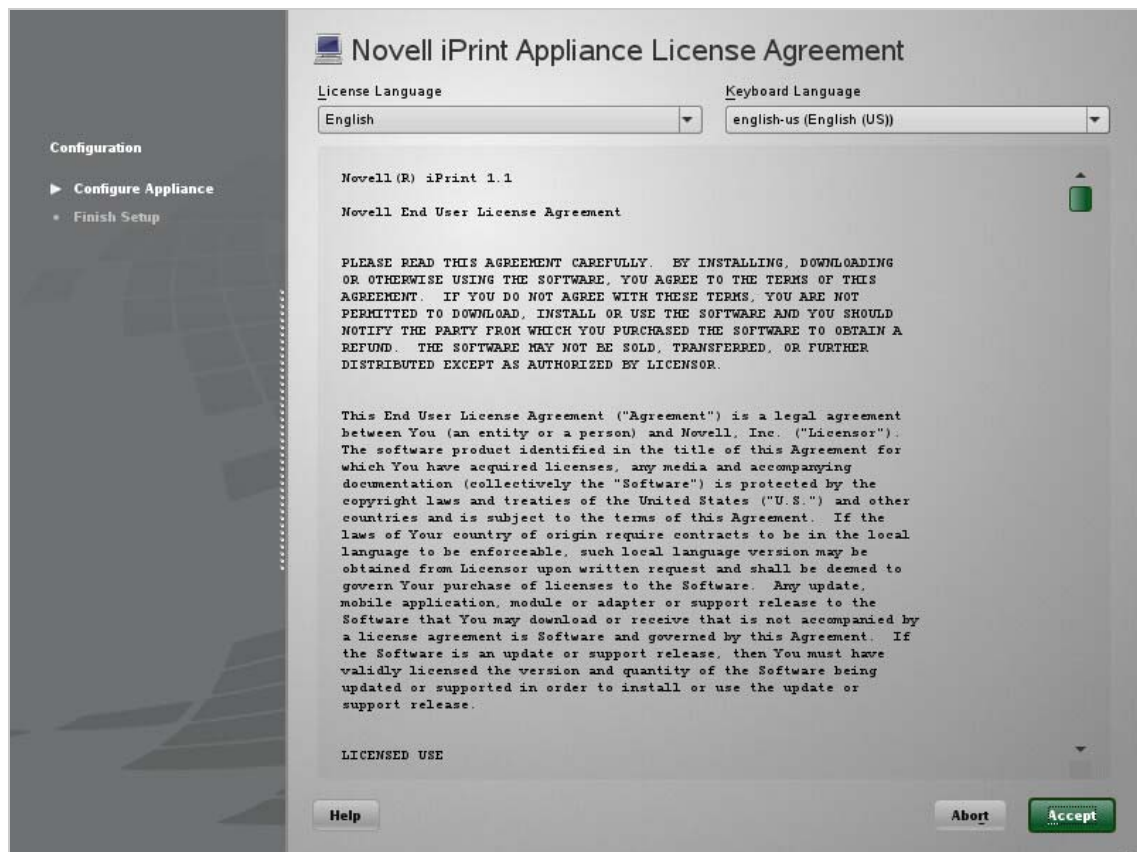 Novell iPrint Appliance License Agreement
License Language
Keyboard Language
English
english-us (English (US))
Configuration
Configure Appliance
Finish Setup
Novell(R) iPrint 1.1
Novell End User License Agreement
PLEASE READ THIS AGREEMENT CAREFULLY.  BY INSTALLING, DOWNLOADING
OR OTHERWISE USING THE SOFTWARE, YOU AGREE TO THE TERMS OF THIS
AGREEMENT.  IF YOU DO NOT AGREE WITH THESE TERMS, YOU ARE NOT
PERMITTED TO DOWNLOAD, INSTALL OR USE THE SOFTWARE AND YOU SHOULD
NOTIFY THE PARTY FROM WHICH YOU PURCHASED THE SOFTWARE TO OBTAIN A
REFUND.  THE SOFTWARE MAY NOT BE SOLD, TRANSFERRED, OR FURTHER
DISTRIBUTED EXCEPT AS AUTHORIZED BY LICENSOR.
This End User License Agreement ("Agreement") is a legal agreement
between You (an entity or a person) and Novell, Inc. ("Licensor").
The software product identified in the title of this Agreement for
which You have acquired licenses, any media and accompanying
documentation (collectively the "Software") is protected by the
copyright laws and treaties of the United States ("U.S.") and other
countries and is subject to the terms of this Agreement.  If the
laws of Your country of origin require contracts to be in the local
language to be enforceable, such local language version may be
obtained from Licensor upon written request and shall be deemed to
govern Your purchase of licenses to the Software.  Any update,
mobile application, module or adapter or support release to the
Software that You may download or receive that is not accompanied by
a license agreement is Software and governed by this Agreement.  If
the Software is an update or support release, then You must have
validly licensed the version and quantity of the Software being
updated or supported in order to install or use the update or
support release.
LICENSED USE
Help
Abort
Accept